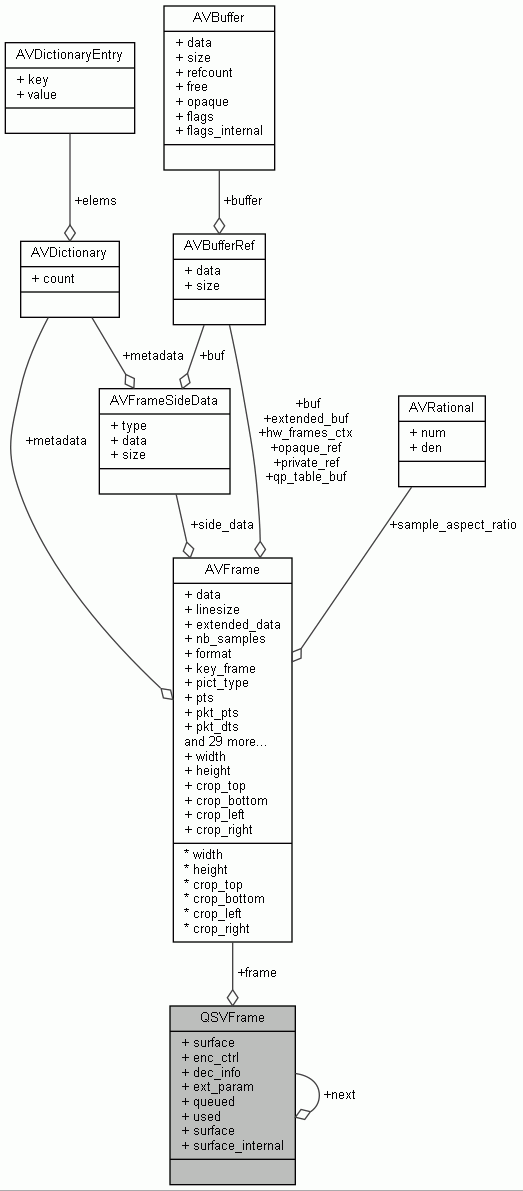 AVBuffer
+ data
+ size
+ refcount
+ free
+ opaque
+ flags
+ flags_internal
AVDictionaryEntry
+ key
+ value
+elems
+buffer
AVDictionary
+ count
AVBufferRef
+ data
+ size
+metadata
+buf
AVFrameSideData
+ type
+ data
+ size
+metadata
+buf
+extended_buf
+hw_frames_ctx
+opaque_ref
+private_ref
+qp_table_buf
AVRational
+ num
+ den
+side_data
+sample_aspect_ratio
AVFrame
+ data
+ linesize
+ extended_data
+ nb_samples
+ format
+ key_frame
+ pict_type
+ pts
+ pkt_pts
+ pkt_dts
and 29 more...
+ width
+ height
+ crop_top
+ crop_bottom
+ crop_left
+ crop_right
* width
* height
* crop_top
* crop_bottom
* crop_left
* crop_right
+frame
QSVFrame
+ surface
+ enc_ctrl
+ dec_info
+ ext_param
+ queued
+ used
+ surface
+ surface_internal
+next